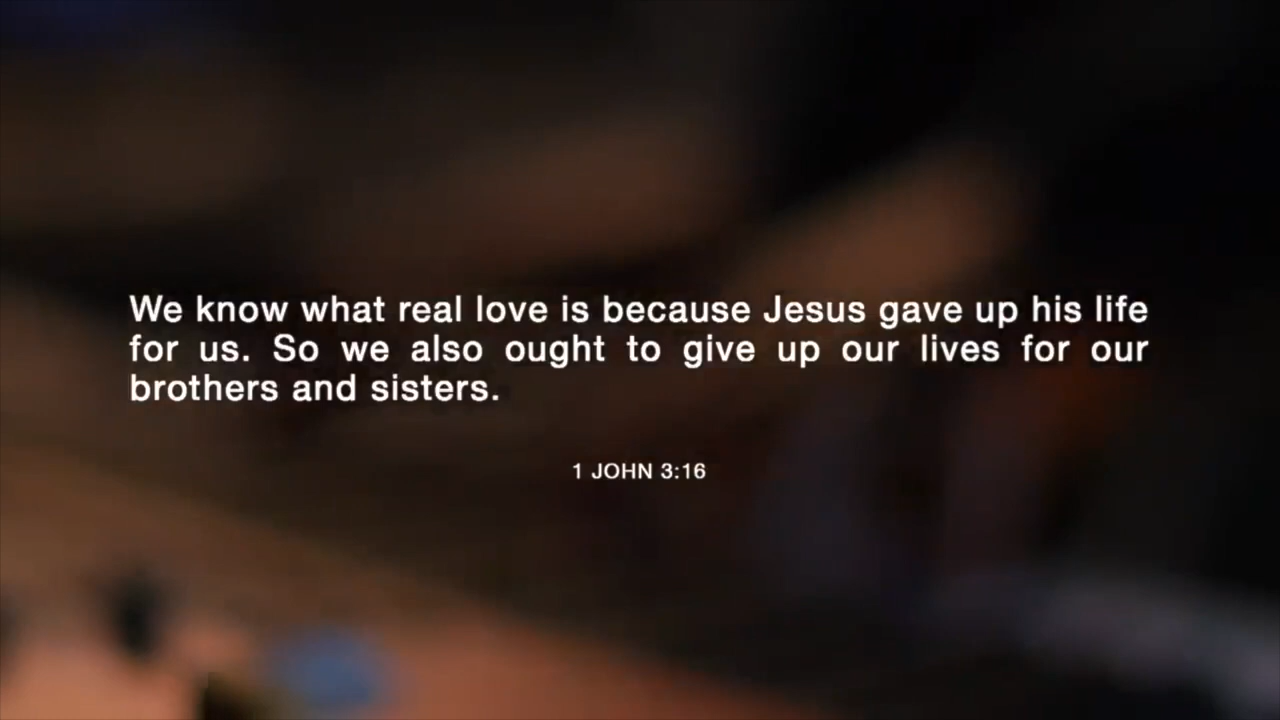 We know what real love is because Jesus gave up his life
for us. So we also ought to give up our lives for our
brothers and sisters.
1 JOHN 3:16